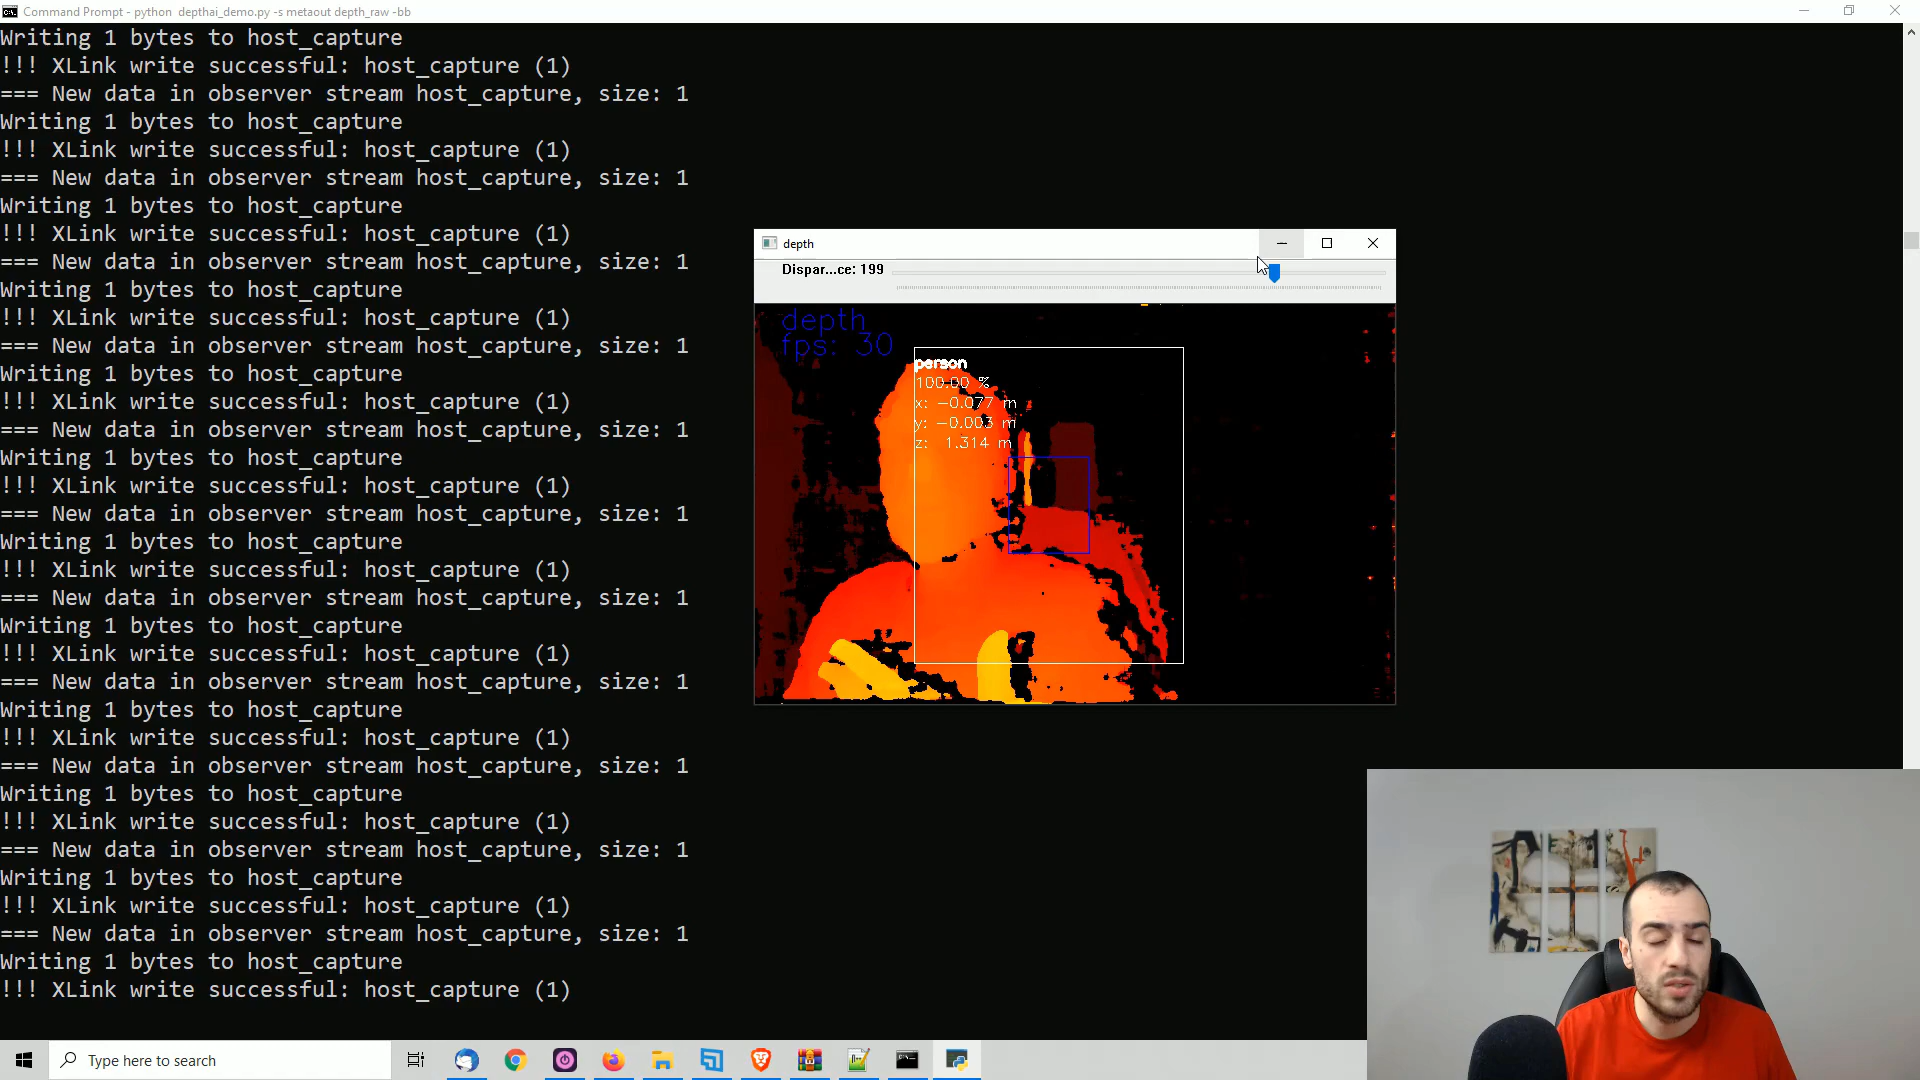 Command Prompt - python  depthai_demo.py -s metaout depth_raw -bb
Writing 1 bytes to host_capture
!!! XLink write successful: host_capture (1)
=== New data in observer stream host_capture, size: 1
Writing 1 bytes to host_capture
!!! XLink write successful: host_capture (1)
=== New data in observer stream host_capture, size: 1
Writing 1 bytes to host_capture
!!! XLink write successful: host_capture (1)
=== New data in observer stream host_capture, size: 1
Writing 1 bytes to host_capture
!!! XLink write successful: host_capture (1)
=== New data in observer stream host_capture, size: 1
Writing 1 bytes to host_capture
!!! XLink write successful: host_capture (1)
=== New data in observer stream host_capture, size: 1
Writing 1 bytes to host_capture
!!! XLink write successful: host_capture (1)
=== New data in observer stream host_capture, size: 1
Writing 1 bytes to host_capture
!!! XLink write successful: host_capture (1)
=== New data in observer stream host_capture, size: 1
Writing 1 bytes to host_capture
!!! XLink write successful: host_capture (1)
=== New data in observer stream host_capture, size: 1
Writing 1 bytes to host_capture
!!! XLink write successful: host_capture (1)
=== New data in observer stream host_capture, size: 1
Writing 1 bytes to host_capture
!!! XLink write successful: host_capture (1)
=== New data in observer stream host_capture, size: 1
Writing 1 bytes to host_capture
!!! XLink write successful: host_capture (1)
=== New data in observer stream host_capture, size: 1
Writing 1 bytes to host_capture
!!! XLink write successful: host_capture (1)
depth
Dispar...ce: 199
depth
fps: 30
person
100.00 %
x: -0.077 m
y: -0.003 m
z: 1.314 m
Type here to search